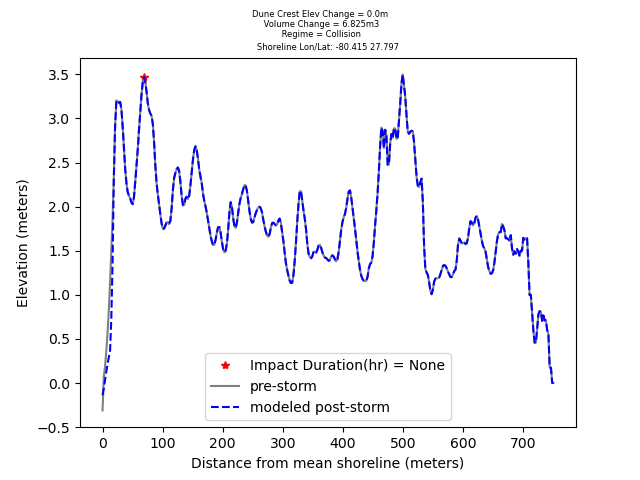 Dune Crest Elev Change = 0.0m
Volume Change = 6.825m3
Regime = Collision
Shoreline Lon/Lat: -80.415 27.797
3.5
3.0
2.5
2.0
1.5
1.0
0.5
0.0
−0.5
Elevation (meters)
Impact Duration(hr) = None
pre-storm
modeled post-storm
0 100 200 300 400 500 600 700
Distance from mean shoreline (meters)